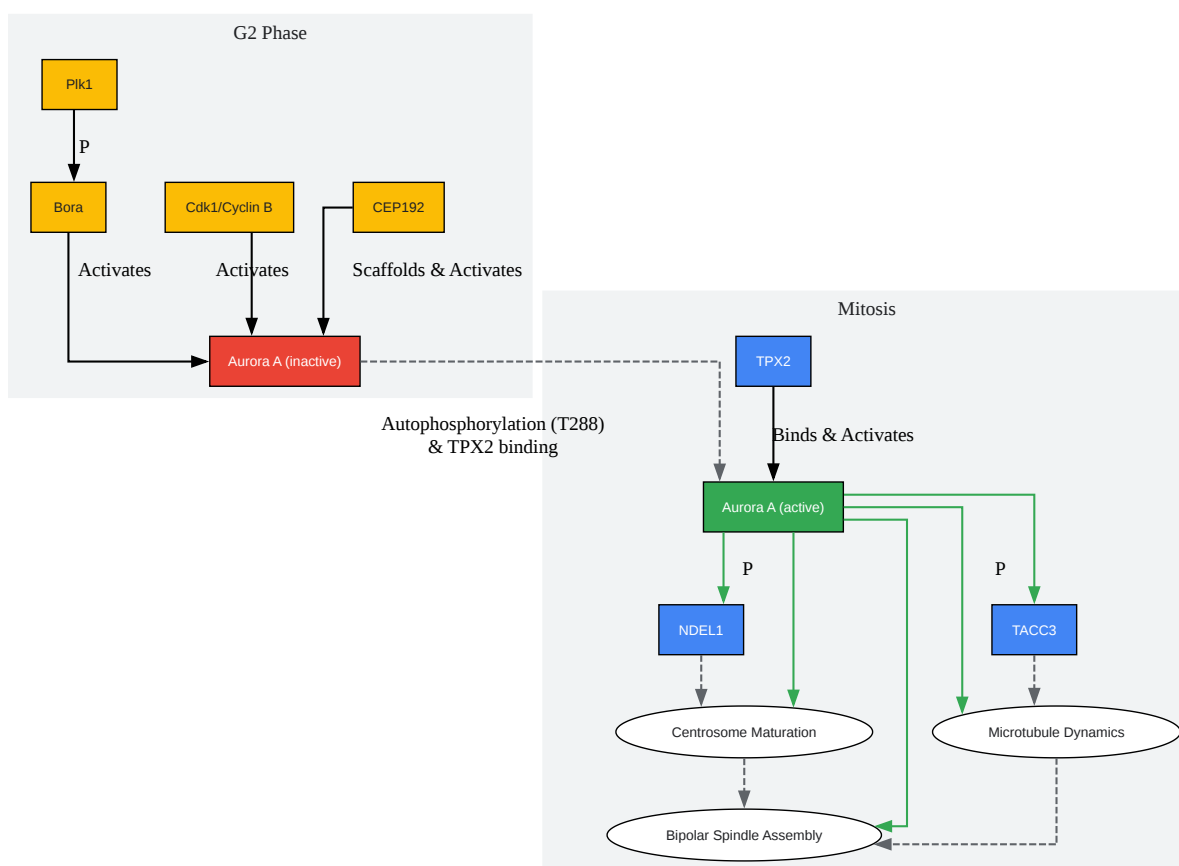 G2 Phase
Plk1
P
Bora
Cdk1/Cyclin B
CEP192
Activates
Activates
Scaffolds & Activates
Mitosis
Aurora A (inactive)
TPX2
Autophosphorylation (T288)
& TPX2 binding
Binds & Activates
Aurora A (active)
P
P
NDEL1
TACC3
Centrosome Maturation
Microtubule Dynamics
Bipolar Spindle Assembly